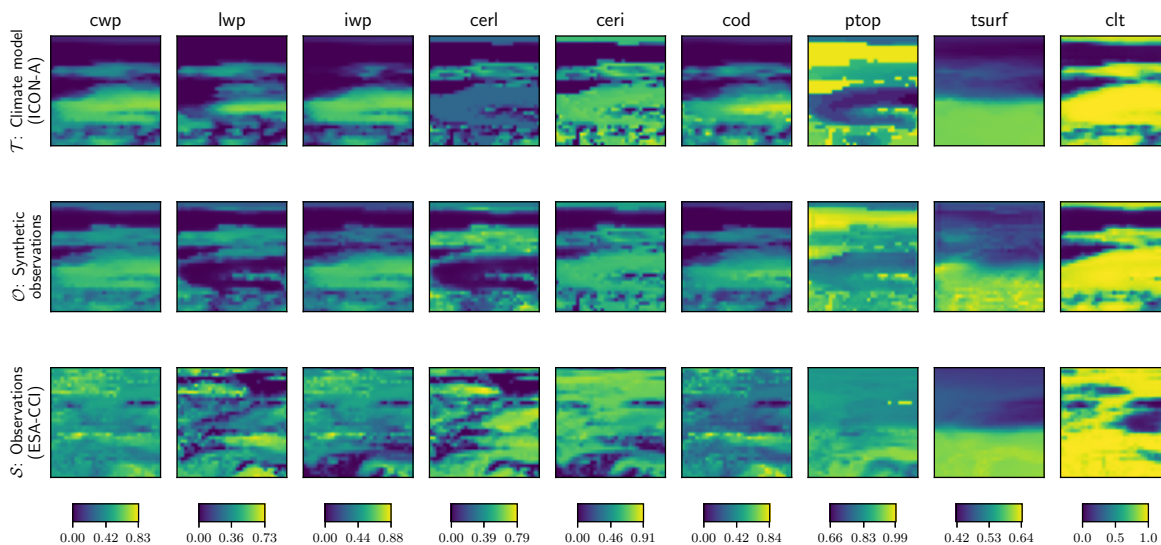 cwp lwp iwp cerl ceri cod ptop tsurf clt
𝒯: Climate model
(ICON-A)
𝒪: Synthetic
observations
𝒮: Observations
(ESA-CCI)
0.00 0.42 0.83 0.00 0.36 0.73 0.00 0.44 0.88 0.00 0.39 0.79 0.00 0.46 0.91 0.00 0.42 0.84 0.66 0.83 0.99 0.42 0.53 0.64 0.0 0.5 1.0